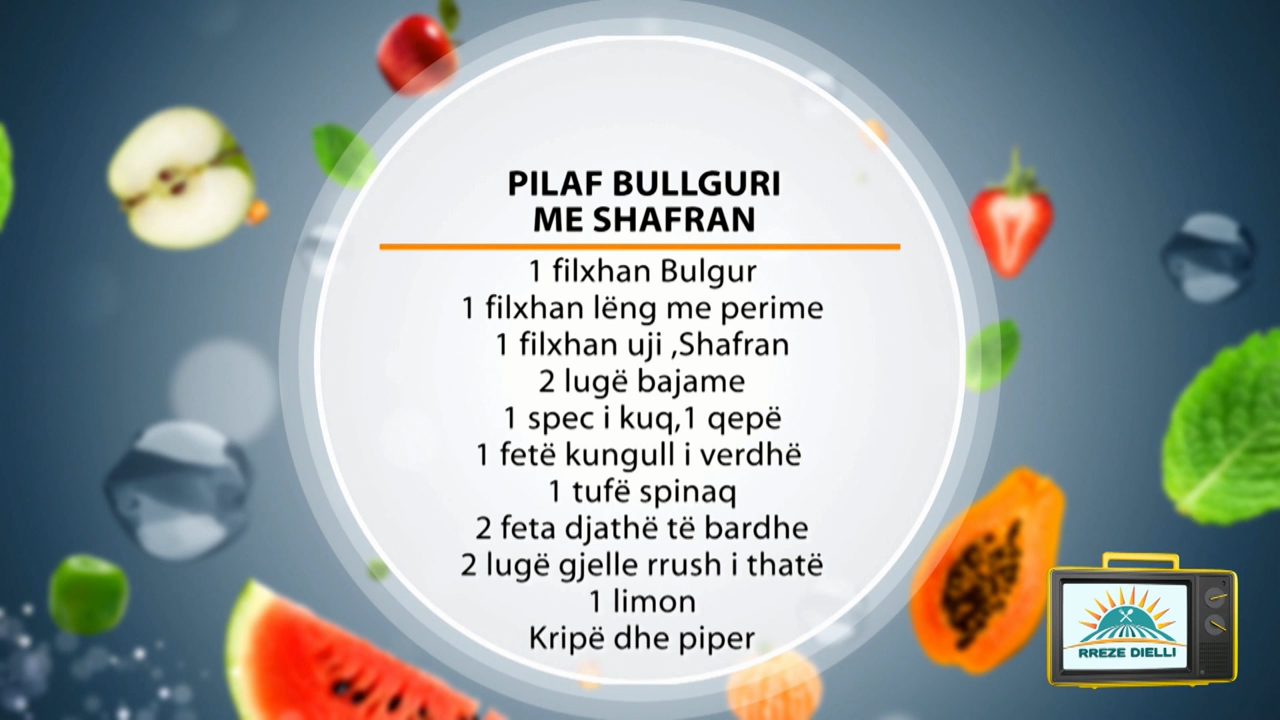 PILAF BULLGURI
ME SHAFRAN
1 filxhan Bulgur
1 filxhan lëng me perime
1 filxhan uji ,Shafran
2 lugë bajame
1 spec i kuq,1 qepë
1 fetë kungull i verdhë
1 tufë spinaq
2 feta djathë të bardhe
2 lugë gjelle rrush i thatë
1 limon
Kripë dhe piper
RREZE DIELLI